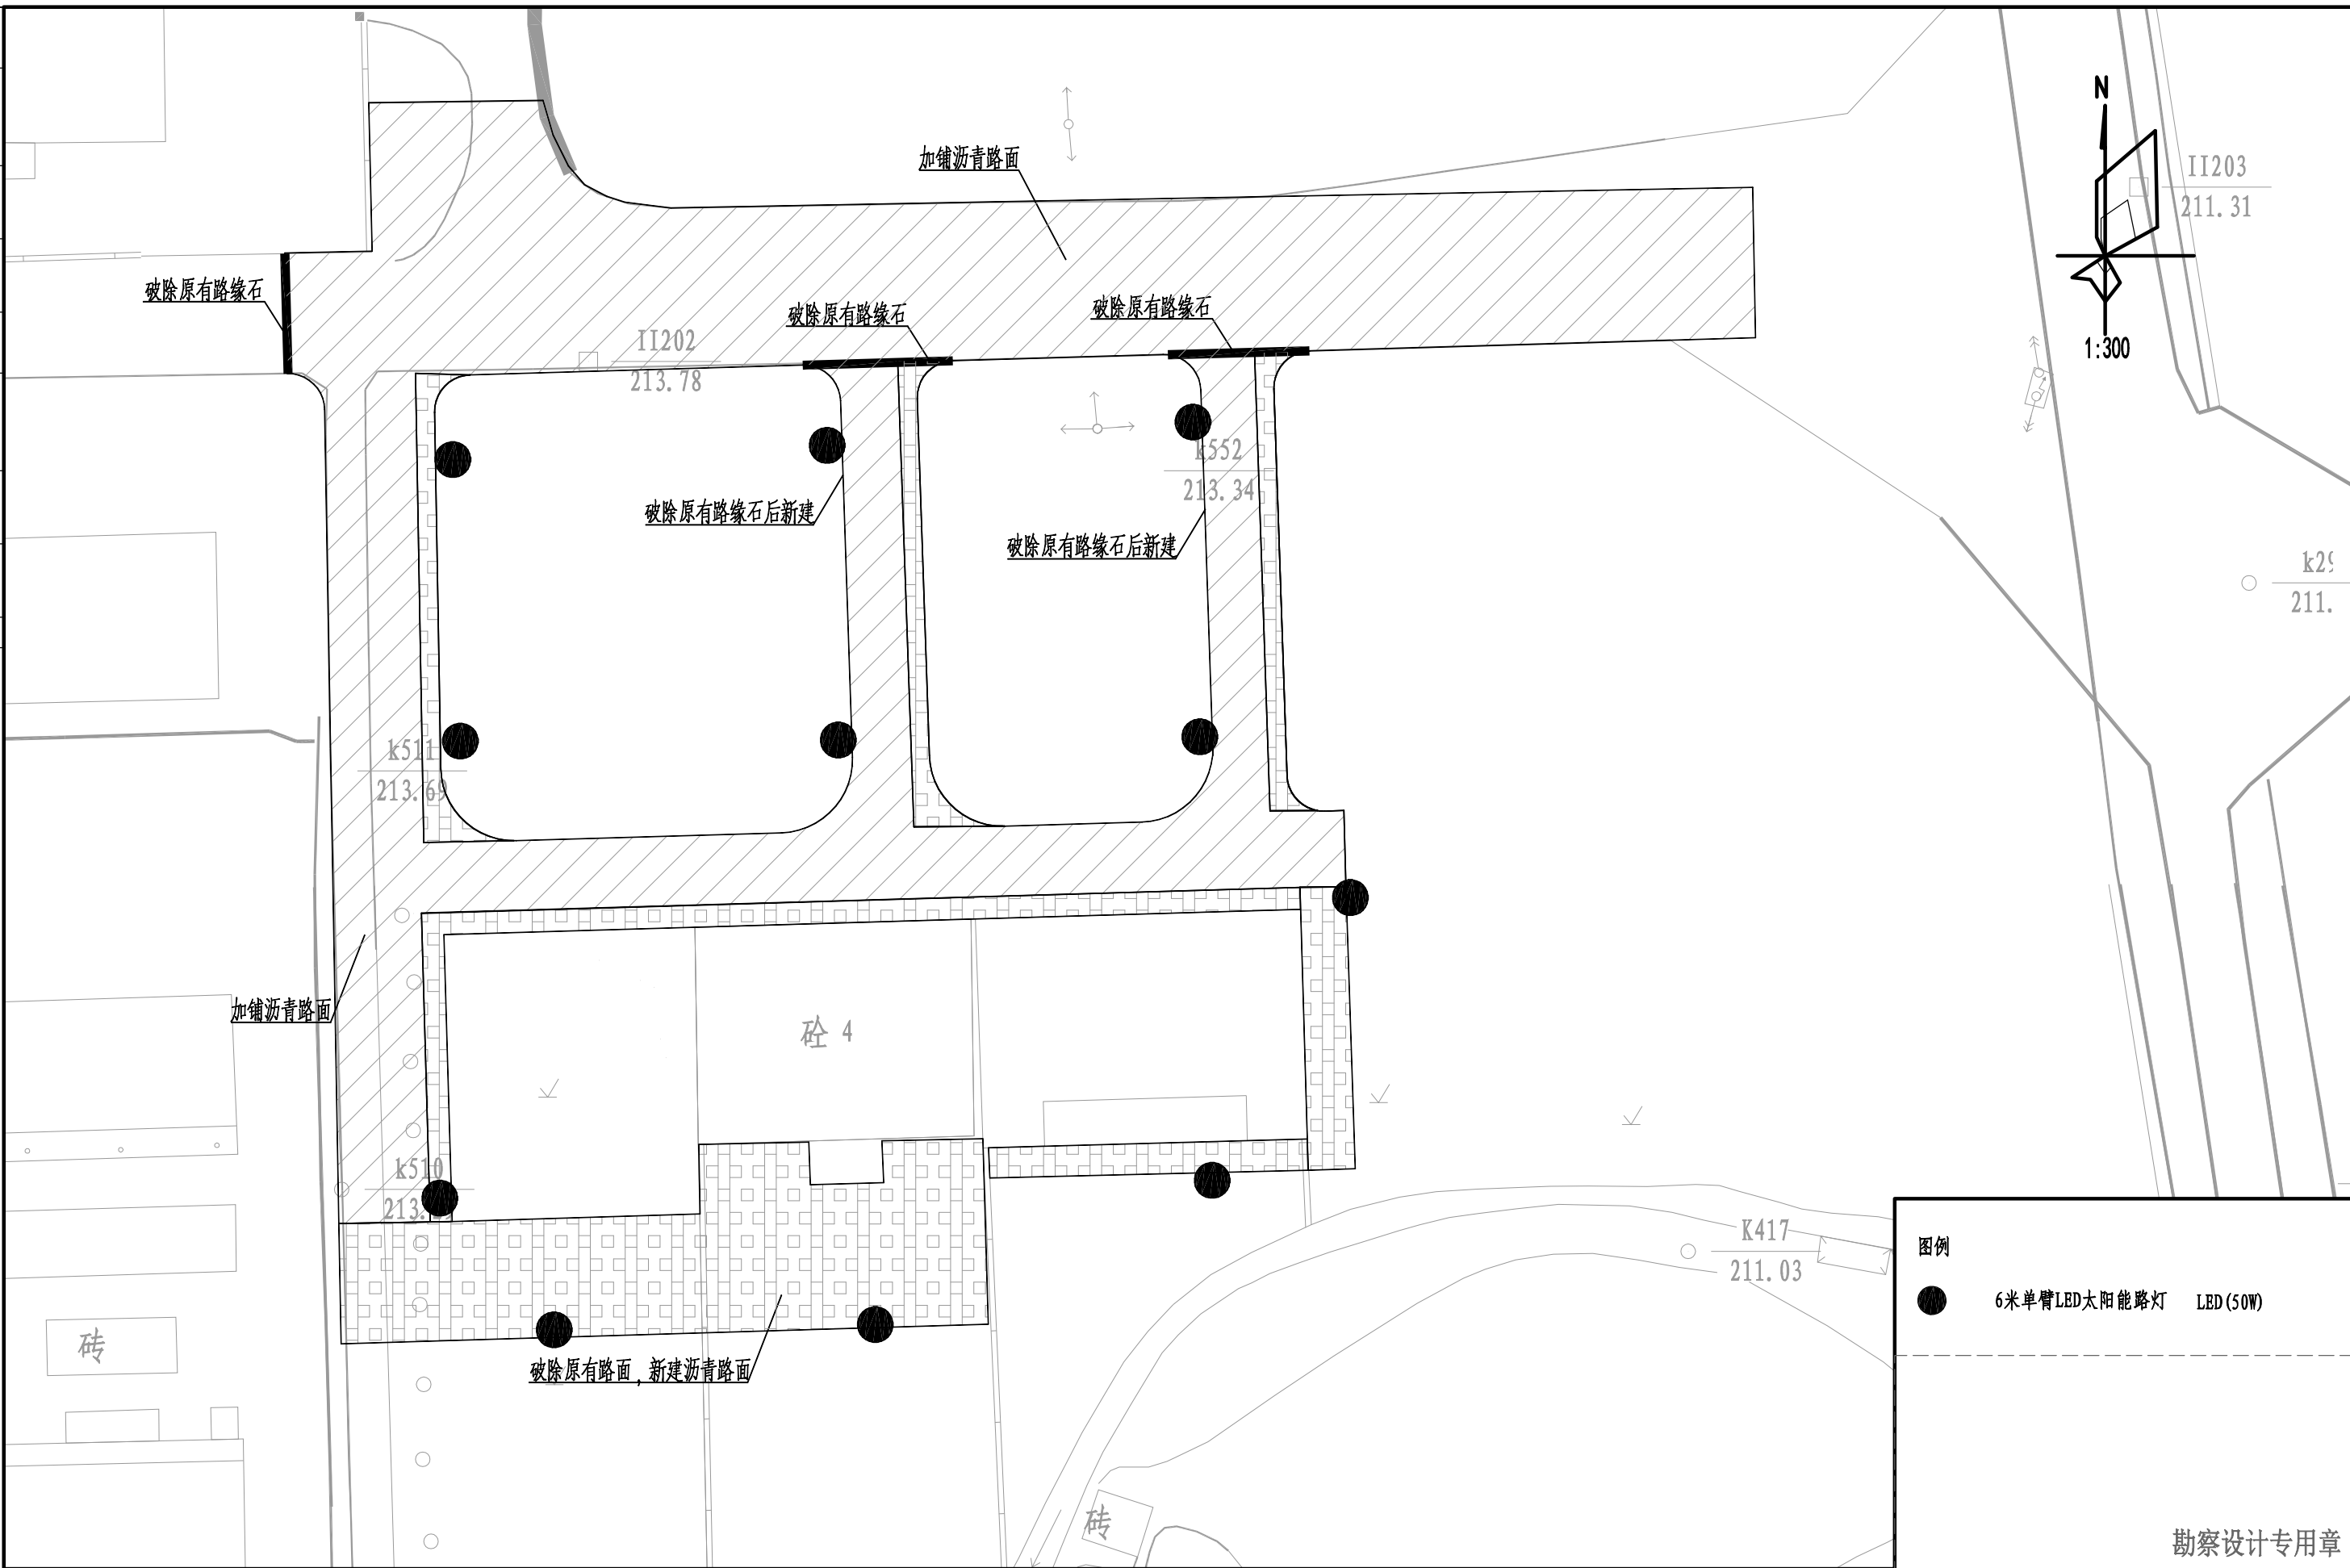 N
1:300
II203
211.31
加铺沥青路面
破除原有路缘石
破除原有路缘石
破除原有路缘石
II202
213.78
k552
213.34
破除原有路缘石后新建
破除原有路缘石后新建
211.
k511
213.69
加铺沥青路面
砼 4
k510
213.
K417
211.03
图例
6米单臂LED太阳能路灯 LED(50W)
砖
破除原有路面，新建沥青路面
砖
勘察设计专用章